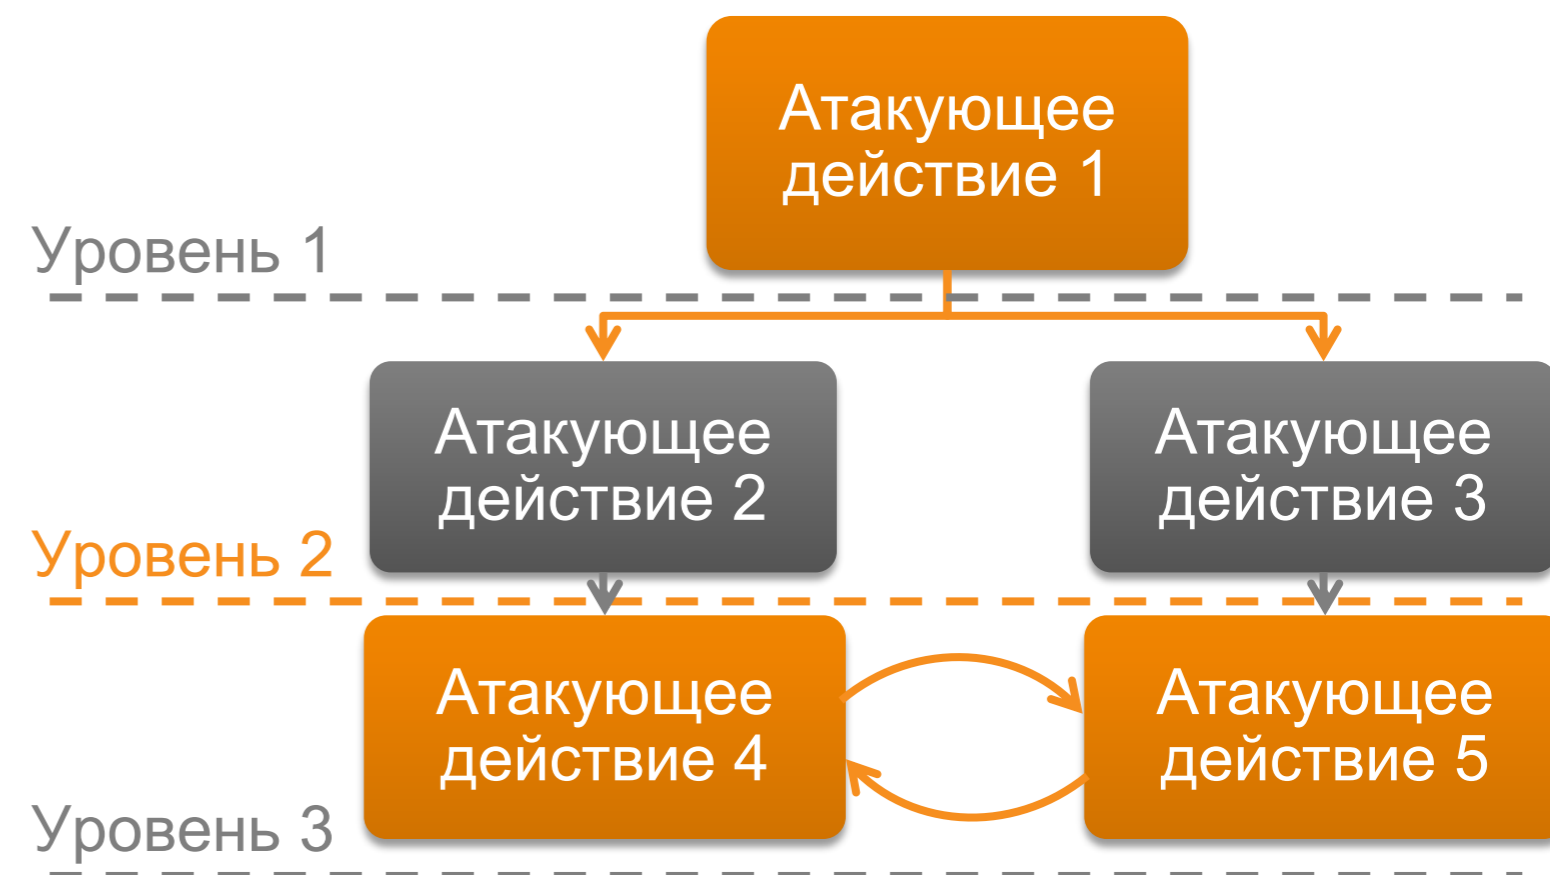 Атакующее
действие 1
Уровень 1
Атакующее
действие 2
Атакующее
действие 3
Уровень 2
Атакующее
действие 4
Атакующее
действие 5
Уровень 3